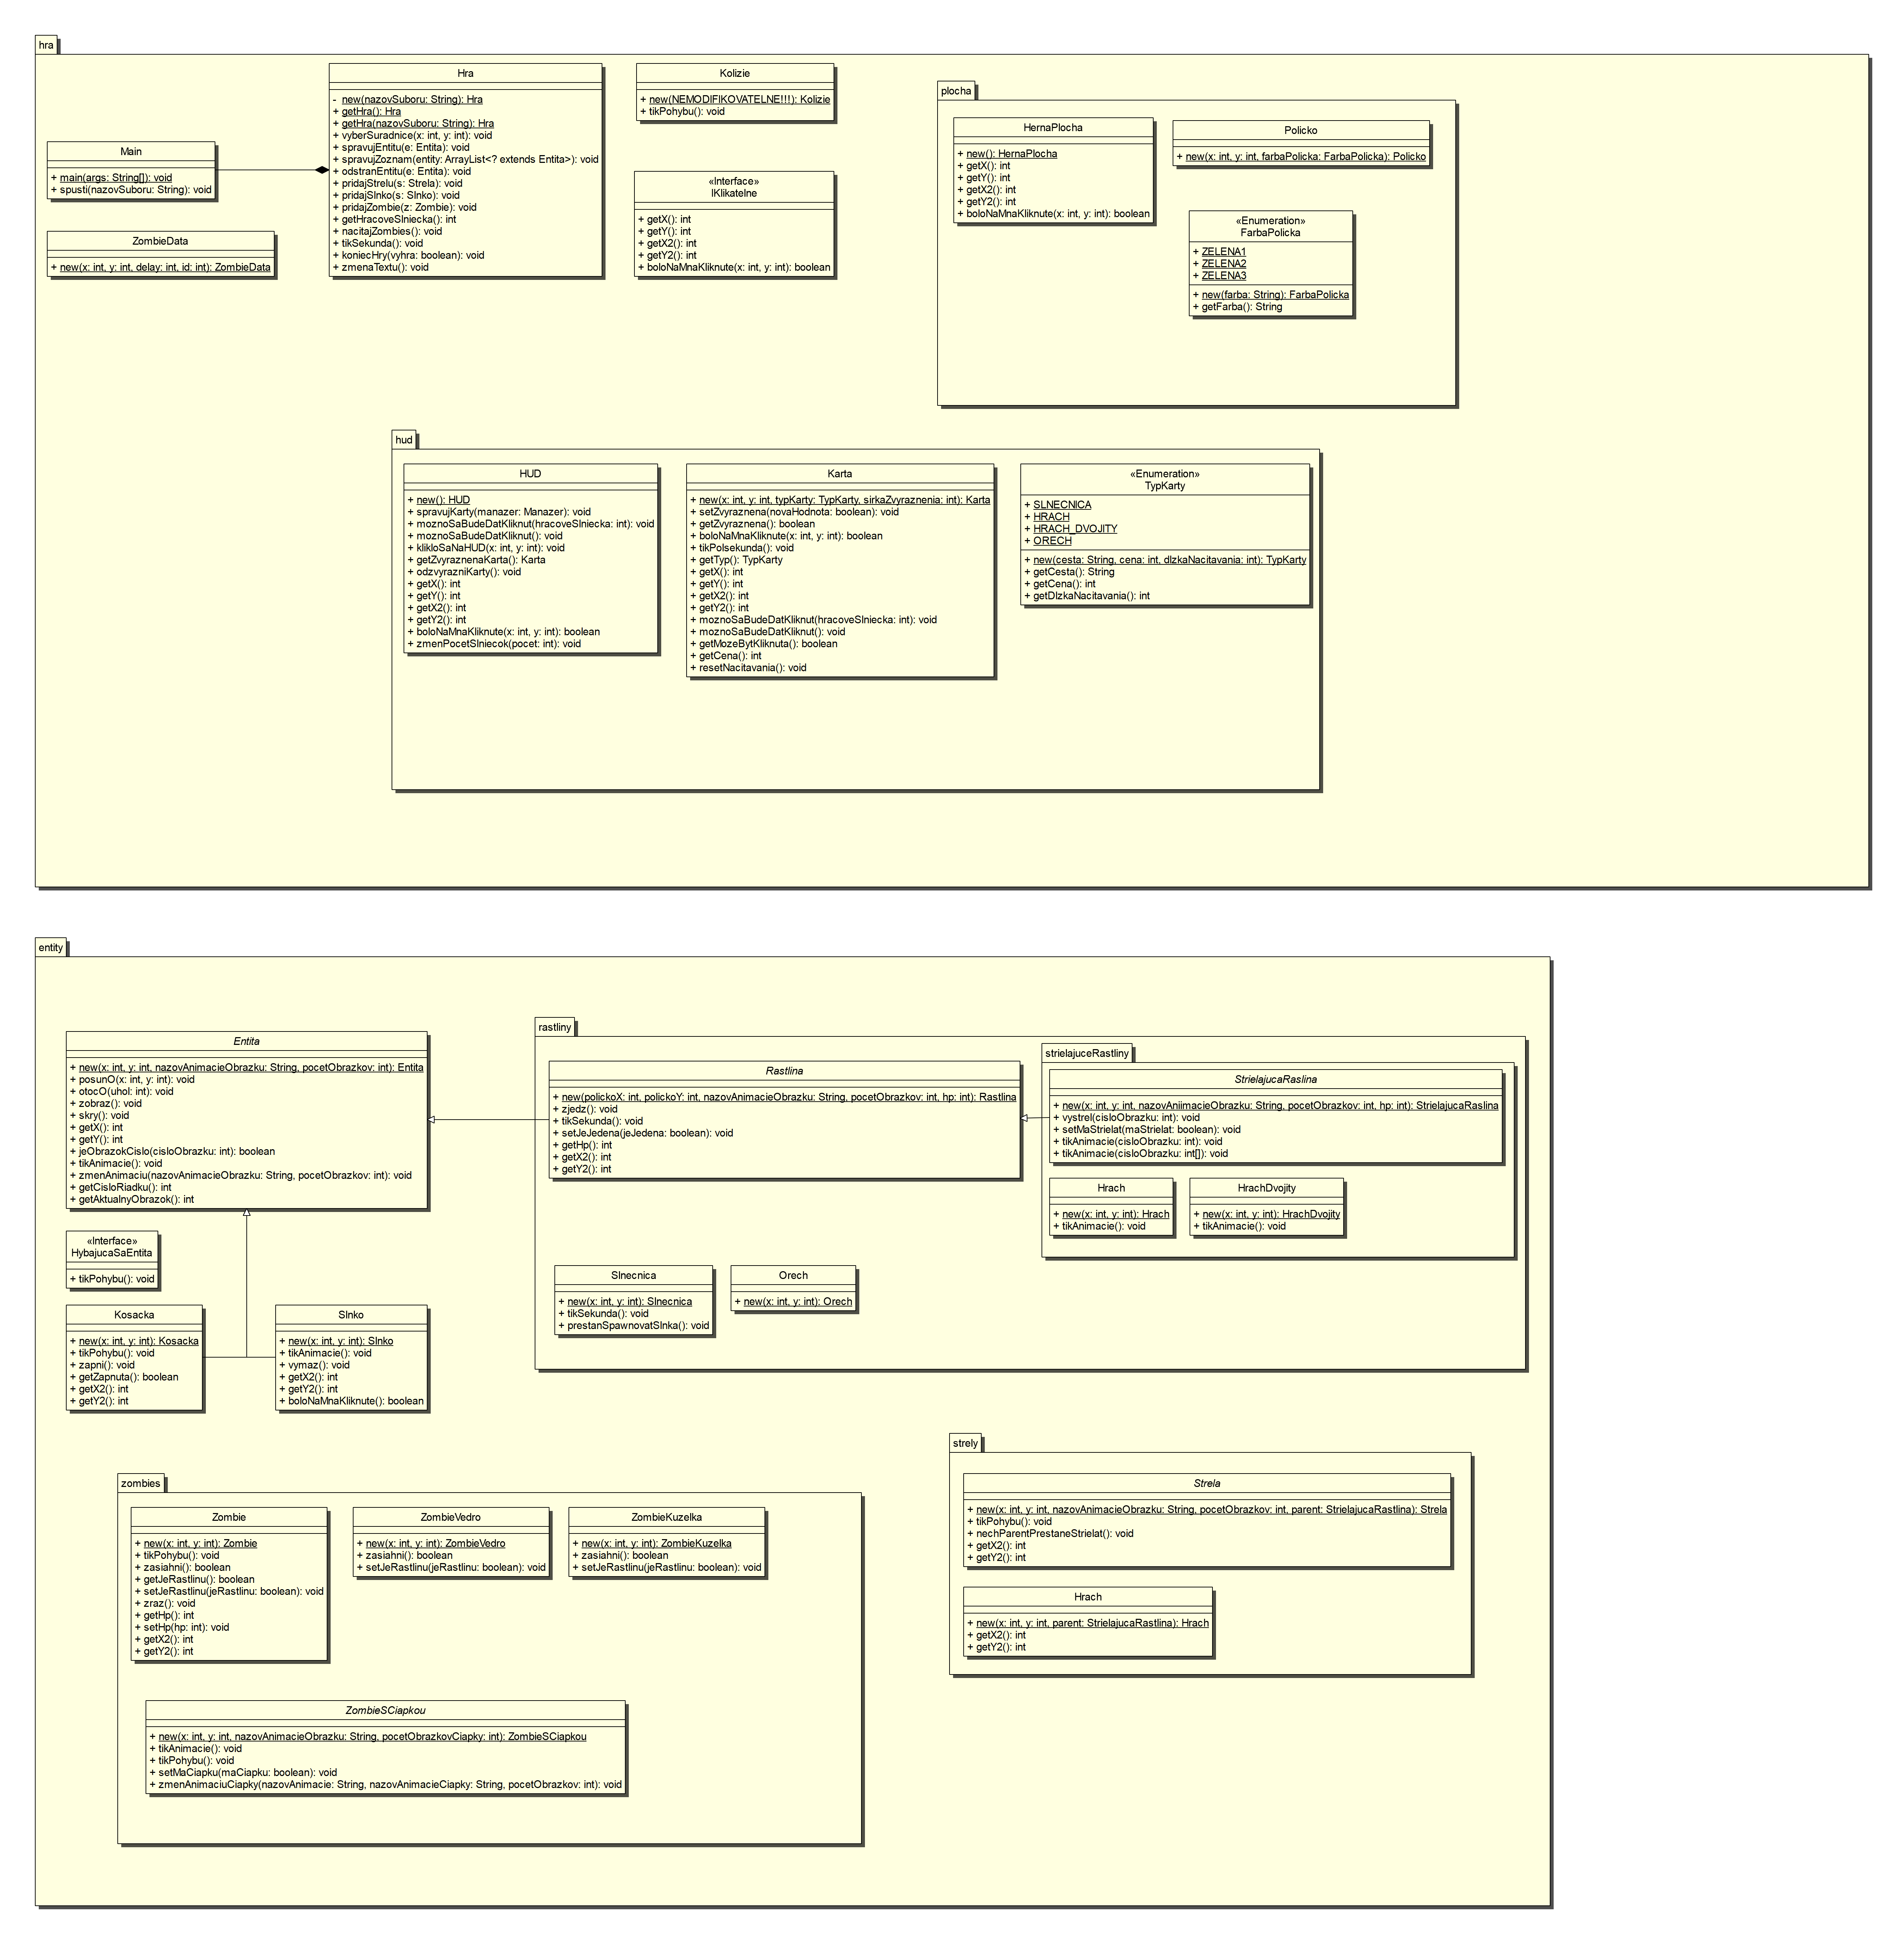 hra
Main
+ main(args: String[]): void
+ spusti(nazovSuboru: String): void
ZombieData
+ new(x: int, y: int, delay: int, id: int): ZombieData
Hra
- new(nazovSuboru: String): Hra
+ getHra(): Hra
+ getHra(nazovSuboru: String): Hra
+ vyberSuradnice(x: int, y: int): void
+ spravujEntitu(e: Entita): void
+ spravujZoznam(entity: ArrayList<? extends Entita>): void
+ odstranEntitu(e: Entita): void
+ pridajStrelu(s: Strela): void
+ pridajSlnko(s: Slnko): void
+ pridajZombie(z: Zombie): void
+ getHracoveSlniecka(): int
+ nacitajZombies(): void
+ tikSekunda(): void
+ koniecHry(vyhra: boolean): void
+ zmenaTextu(): void
Kolizie
+ new(NEMODIFIKOVATELNE!!!): Kolizie
+ tikPohybu(): void
«Interface»
IKlikatelne
+ getX(): int
+ getY(): int
+ getX2(): int
+ getY2(): int
+ boloNaMnaKliknute(x: int, y: int): boolean
plocha
HernaPlocha
+ new(): HernaPlocha
+ getX(): int
+ getY(): int
+ getX2(): int
+ getY2(): int
+ boloNaMnaKliknute(x: int, y: int): boolean
Policko
+ new(x: int, y: int, farbaPolicka: FarbaPolicka): Policko
«Enumeration»
FarbaPolicka
+ ZELENA1
+ ZELENA2
+ ZELENA3
+ new(farba: String): FarbaPolicka
+ getFarba(): String
hud
HUD
+ new(): HUD
+ spravujKarty(manazer: Manazer): void
+ moznoSaBudeDatKliknut(hracoveSlniecka: int): void
+ moznoSaBudeDatKliknut(): void
+ klikloSaNaHUD(x: int, y: int): void
+ getZvyraznenaKarta(): Karta
+ odzvyrazniKarty(): void
+ getX(): int
+ getY(): int
+ getX2(): int
+ getY2(): int
+ boloNaMnaKliknute(x: int, y: int): boolean
+ zmenPocetSlniecok(pocet: int): void
Karta
+ new(x: int, y: int, typKarty: TypKarty, sirkaZvyraznenia: int): Karta
+ setZvyraznena(novaHodnota: boolean): void
+ getZvyraznena(): boolean
+ boloNaMnaKliknute(x: int, y: int): boolean
+ tikPolsekunda(): void
+ getTyp(): TypKarty
+ getX(): int
+ getY(): int
+ getX2(): int
+ getY2(): int
+ moznoSaBudeDatKliknut(hracoveSlniecka: int): void
+ moznoSaBudeDatKliknut(): void
+ getMozeBytKliknuta(): boolean
+ getCena(): int
+ resetNacitavania(): void
«Enumeration»
TypKarty
+ SLNECNICA
+ HRACH
+ HRACH_DVOJITY
+ ORECH
+ new(cesta: String, cena: int, dlzkaNacitavania: int): TypKarty
+ getCesta(): String
+ getCena(): int
+ getDlzkaNacitavania(): int
entity
Entita
+ new(x: int, y: int, nazovAnimacieObrazku: String, pocetObrazkov: int): Entita
+ posunO(x: int, y: int): void
+ otocO(uhol: int): void
+ zobraz(): void
+ skry(): void
+ getX(): int
+ getY(): int
+ jeObrazokCislo(cisloObrazku: int): boolean
+ tikAnimacie(): void
+ zmenAnimaciu(nazovAnimacieObrazku: String, pocetObrazkov: int): void
+ getCisloRiadku(): int
+ getAktualnyObrazok(): int
«Interface»
HybajucaSaEntita
+ tikPohybu(): void
Kosacka
+ new(x: int, y: int): Kosacka
+ tikPohybu(): void
+ zapni(): void
+ getZapnuta(): boolean
+ getX2(): int
+ getY2(): int
Slnko
+ new(x: int, y: int): Slnko
+ tikAnimacie(): void
+ vymaz(): void
+ getX2(): int
+ getY2(): int
+ boloNaMnaKliknute(): boolean
rastliny
Rastlina
+ new(polickoX: int, polickoY: int, nazovAnimacieObrazku: String, pocetObrazkov: int, hp: int): Rastlina
+ zjedz(): void
+ tikSekunda(): void
+ setJeJedena(jeJedena: boolean): void
+ getHp(): int
+ getX2(): int
+ getY2(): int
strielajuceRastliny
StrielajucaRaslina
+ new(x: int, y: int, nazovAniimacieObrazku: String, pocetObrazkov: int, hp: int): StrielajucaRaslina
+ vystrel(cisloObrazku: int): void
+ setMaStrielat(maStrielat: boolean): void
+ tikAnimacie(cisloObrazku: int): void
+ tikAnimacie(cisloObrazku: int[]): void
Hrach
+ new(x: int, y: int): Hrach
+ tikAnimacie(): void
HrachDvojity
+ new(x: int, y: int): HrachDvojity
+ tikAnimacie(): void
Slnecnica
+ new(x: int, y: int): Slnecnica
+ tikSekunda(): void
+ prestanSpawnovatSlnka(): void
Orech
+ new(x: int, y: int): Orech
zombies
Zombie
+ new(x: int, y: int): Zombie
+ tikPohybu(): void
+ zasiahni(): boolean
+ getJeRastlinu(): boolean
+ setJeRastlinu(jeRastlinu: boolean): void
+ zraz(): void
+ getHp(): int
+ setHp(hp: int): void
+ getX2(): int
+ getY2(): int
ZombieVedro
+ new(x: int, y: int): ZombieVedro
+ zasiahni(): boolean
+ setJeRastlinu(jeRastlinu: boolean): void
ZombieKuzelka
+ new(x: int, y: int): ZombieKuzelka
+ zasiahni(): boolean
+ setJeRastlinu(jeRastlinu: boolean): void
ZombieSCiapkou
+ new(x: int, y: int, nazovAnimacieObrazku: String, pocetObrazkovCiapky: int): ZombieSCiapkou
+ tikAnimacie(): void
+ tikPohybu(): void
+ setMaCiapku(maCiapku: boolean): void
+ zmenAnimaciuCiapky(nazovAnimacie: String, nazovAnimacieCiapky: String, pocetObrazkov: int): void
strely
Strela
+ new(x: int, y: int, nazovAnimacieObrazku: String, pocetObrazkov: int, parent: StrielajucaRastlina): Strela
+ tikPohybu(): void
+ nechParentPrestaneStrielat(): void
+ getX2(): int
+ getY2(): int
Hrach
+ new(x: int, y: int, parent: StrielajucaRastlina): Hrach
+ getX2(): int
+ getY2(): int